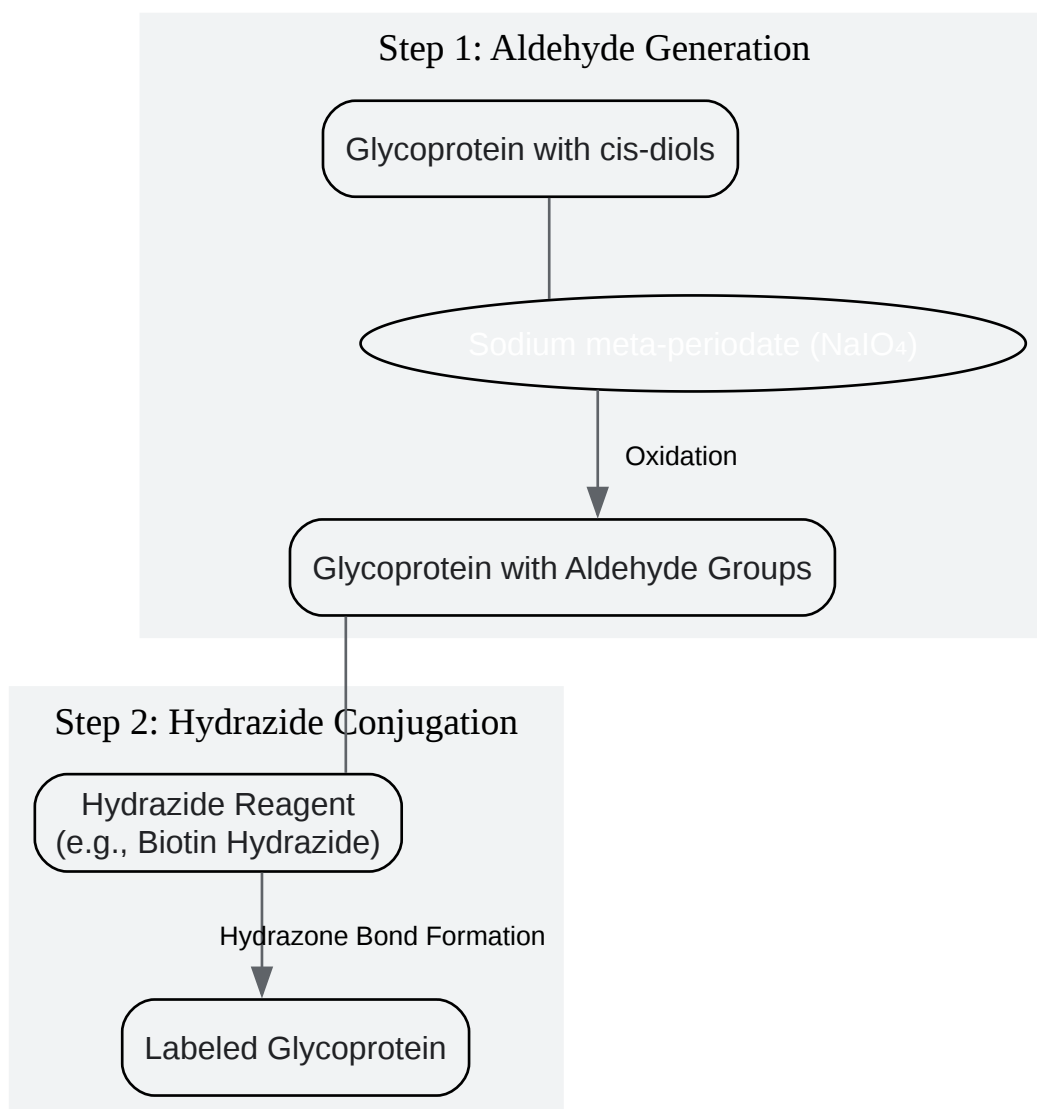 Step 1: Aldehyde Generation
Glycoprotein with cis-diols
Sodium meta-periodate (NaIO₄)
Oxidation
Glycoprotein with Aldehyde Groups
Step 2: Hydrazide Conjugation
Hydrazide Reagent
(e.g., Biotin Hydrazide)
Hydrazone Bond Formation
Labeled Glycoprotein